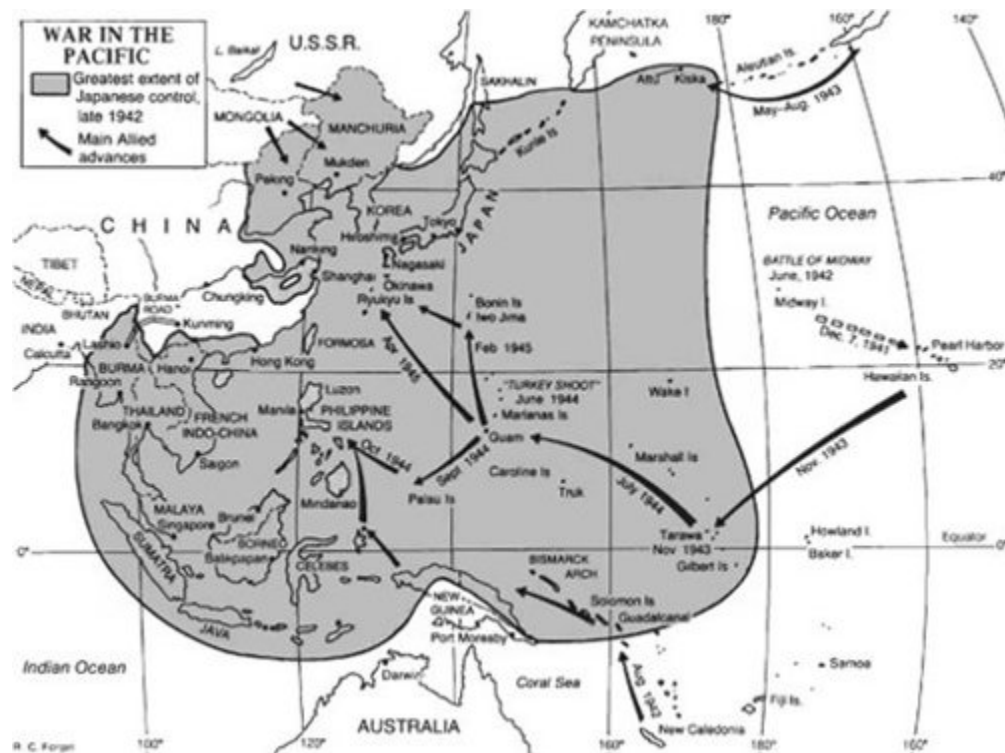 WAR IN THE
PACIFIC
Greatest extent of
Japanese control,
late 1942
Main Allied
advances
L. Baikal
U.S.S.R.
KAMCHATKA
PENINSULA
180°
160°
140°
SAKHALIN
Attu
Kiska
Aleutian Is.
May-Aug. 1943
MONGOLIA
MANCHURIA
Mukden
Kurile Is
Peking
40°
CHINA
KOREA
Tokyo
JAPAN
Hiroshima
Pacific Ocean
Nanking
Nagasaki
TIBET
Shanghai
Okinawa
BATTLE OF MIDWAY
June, 1942
NEPAL
Chungking
Ryukyu Is
Bonin Is
Iwo Jima
Midway I.
BHUTAN
BURMA
ROAD
Kunming
Dec. 7, 1941
Pearl Harbor
INDIA
FORMOSA
Calcutta
Lashio
Hong Kong
Apr. 1945
Feb 1945
20°
BURMA
Hanoi
Hawaiian Is.
Rangoon
Luzon
"TURKEY SHOOT"
June 1944
Wake I
THAILAND
FRENCH
INDO-CHINA
Manila
PHILIPPINE
ISLANDS
Marianas Is
Bangkok
Guam
Oct. 1944
Sept. 1944
Nov. 1943
Saigon
Caroline Is
Marshall Is
Mindanao
Palau Is
Truk
July 1944
MALAYA
Singapore
Brunei
Tarawa
Nov 1943
Howland I.
BORNEO
Equator
0°
0°
SUMATRA
Balikpapan
CELEBES
BISMARCK
ARCH
Gilbert Is
Baker I.
NEW
GUINEA
Solomon Is
JAVA
Guadalcanal
Port Moresby
Indian Ocean
Samoa
Darwin
Coral Sea
Aug. 1942
Fiji Is.
AUSTRALIA
New Caledonia
R. C. Forget
100°
120°
160°
180°
160°